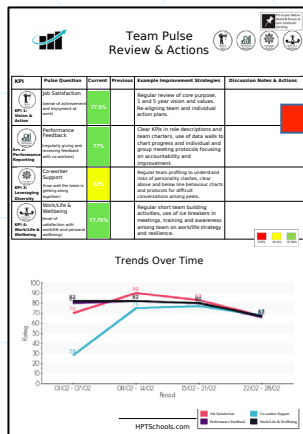 Team Pulse
Review & Actions
KPI Pulse Question Current Previous Example Improvement Strategies Discussion Notes & Actions
KPI 1:
Vision &
Action
Job Satisfaction
(sense of achievement
and enjoyment at
work)
77.5%
Regular review of core purpose,
1 and 5 year vision and values.
Re-aligning team and individual
action plans.
Performance
Reporting
Performance
Feedback
(regularly giving and
receiving feedback
with co-workers)
77%
Clear KPIs in role descriptions and
team charters, use of data walls to
chart progress and individual and
group meeting protocols focusing
on accountability and
improvement.
KPI 3:
Leveraging
Diversity
Co-worker
Support
(how well the team is
getting along
together)
Regular team profiling to understand
risks of personality clashes, clear
above and below line behaviour charts
and protocols for difficult
conversations among peers.
KPI 4:
Work/Life &
Wellbeing
Work/Life &
Wellbeing
(level of
satisfaction with
work/life and personal
wellbeing)
77.75%
Regular short team building
activities, use of ice breakers in
meetings, training and awareness
among team on work/life strategy
and resilience.
Trends Over Time
Rating
100
90
80
70
60
50
40
30
20
10
0
82
70
28
90
82
75
83
80
67
01/02 - 07/02
08/02 - 14/02
15/02 - 21/02
22/02 - 28/02
Period
Job Satisfaction
Co-worker Support
Performance Feedback
Work/Life & Wellbeing
HPTSchools.com